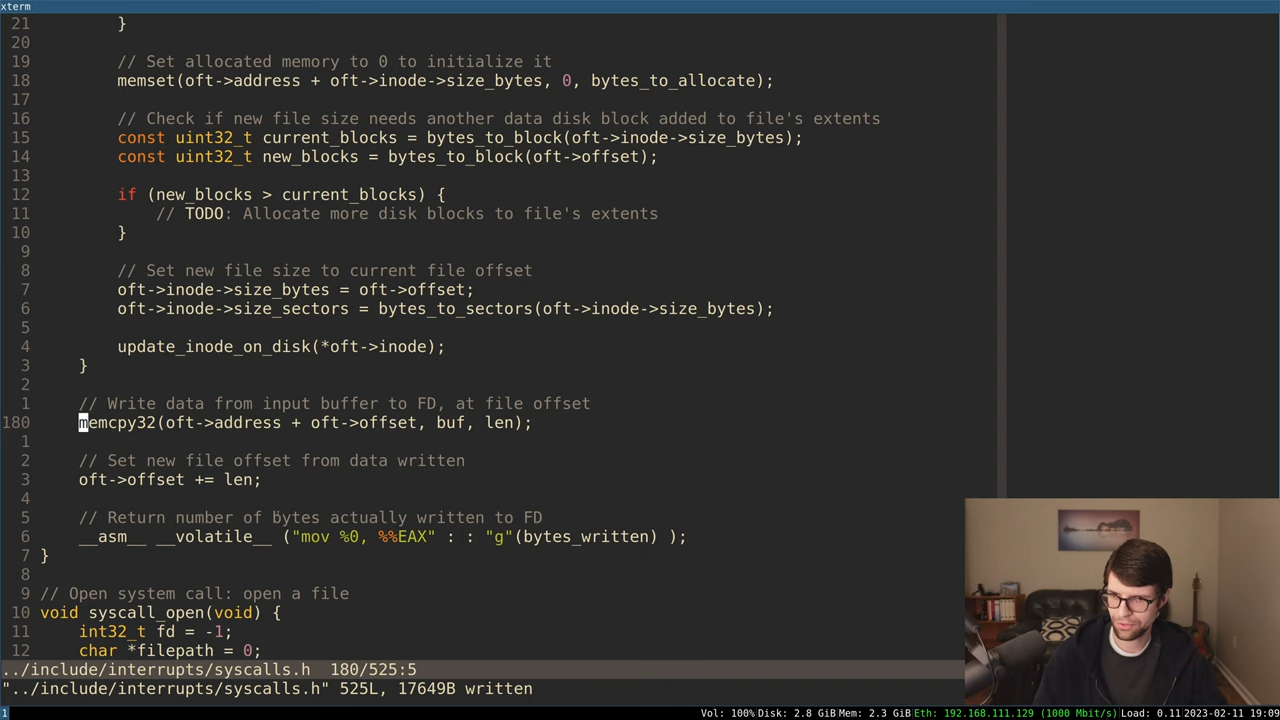 xterm
21         }
20
19         // Set allocated memory to 0 to initialize it
18         memset(oft->address + oft->inode->size_bytes, 0, bytes_to_allocate);
17
16         // Check if new file size needs another data disk block added to file's extents
15         const uint32_t current_blocks = bytes_to_block(oft->inode->size_bytes);
14         const uint32_t new_blocks = bytes_to_block(oft->offset);
13
12         if (new_blocks > current_blocks) {
11             // TODO: Allocate more disk blocks to file's extents
10         }
9
8         // Set new file size to current file offset
7         oft->inode->size_bytes = oft->offset;
6         oft->inode->size_sectors = bytes_to_sectors(oft->inode->size_bytes);
5
4         update_inode_on_disk(*oft->inode);
3     }
2
1     // Write data from input buffer to FD, at file offset
180     memcpy32(oft->address + oft->offset, buf, len);
1
2     // Set new file offset from data written
3     oft->offset += len;
4
5     // Return number of bytes actually written to FD
6     __asm__ __volatile__ ("mov %0, %%EAX" : : "g"(bytes_written) );
7 }
8
9 // Open system call: open a file
10 void syscall_open(void) {
11     int32_t fd = -1;
12     char *filepath = 0;
../include/interrupts/syscalls.h  180/525:5
"../include/interrupts/syscalls.h" 525L, 17649B written
1 Vol: 100% Disk: 2.8 GiB Mem: 2.3 GiB Eth: 192.168.111.129 (1000 Mbit/s) Load: 0.11 2023-02-11 19:09